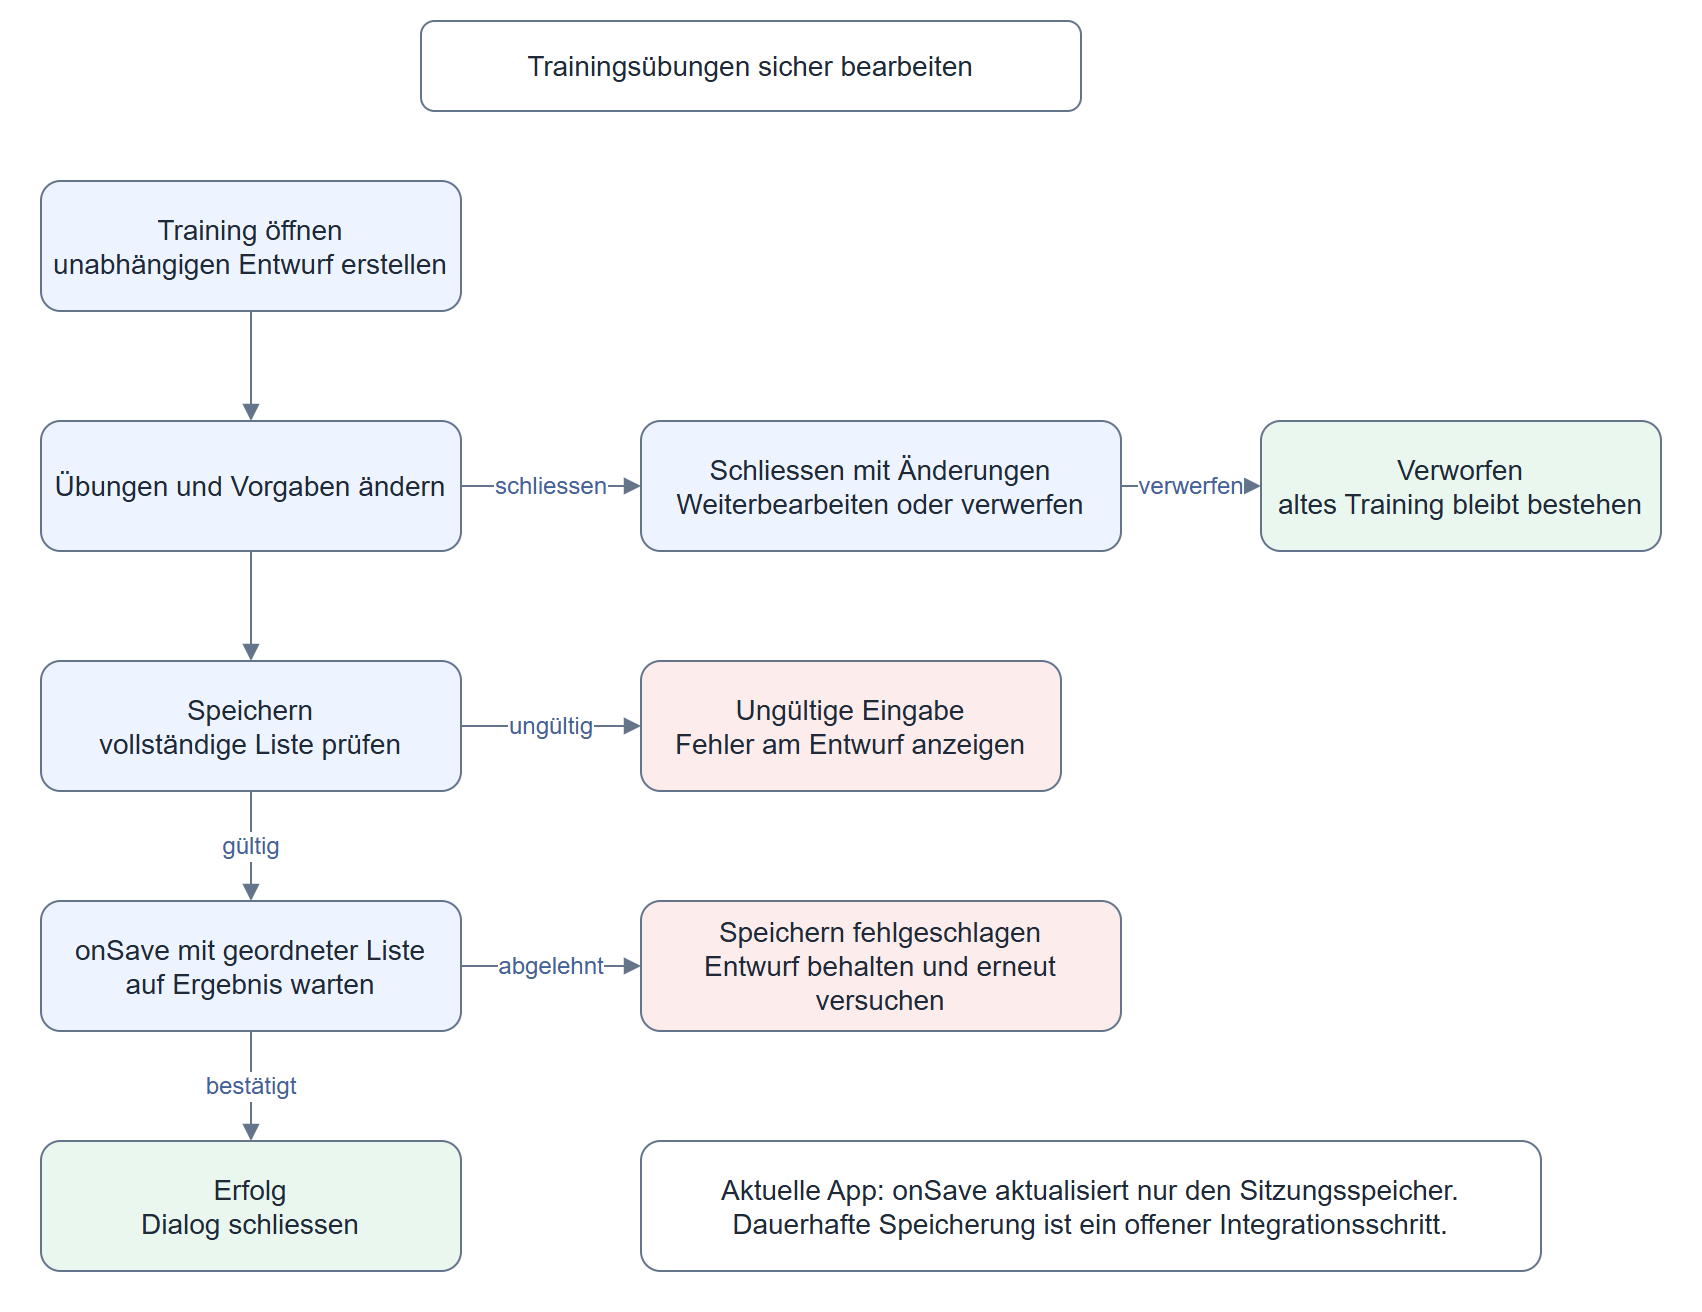 Trainingsübungen sicher bearbeiten
Training öffnen
unabhängigen Entwurf erstellen
Übungen und Vorgaben ändern
schliessen
Schliessen mit Änderungen
Weiterbearbeiten oder verwerfen
verwerfen
Verworfen
altes Training bleibt bestehen
Speichern
vollständige Liste prüfen
ungültig
Ungültige Eingabe
Fehler am Entwurf anzeigen
gültig
onSave mit geordneter Liste
auf Ergebnis warten
abgelehnt
Speichern fehlgeschlagen
Entwurf behalten und erneut
versuchen
bestätigt
Erfolg
Dialog schliessen
Aktuelle App: onSave aktualisiert nur den Sitzungsspeicher.
Dauerhafte Speicherung ist ein offener Integrationsschritt.